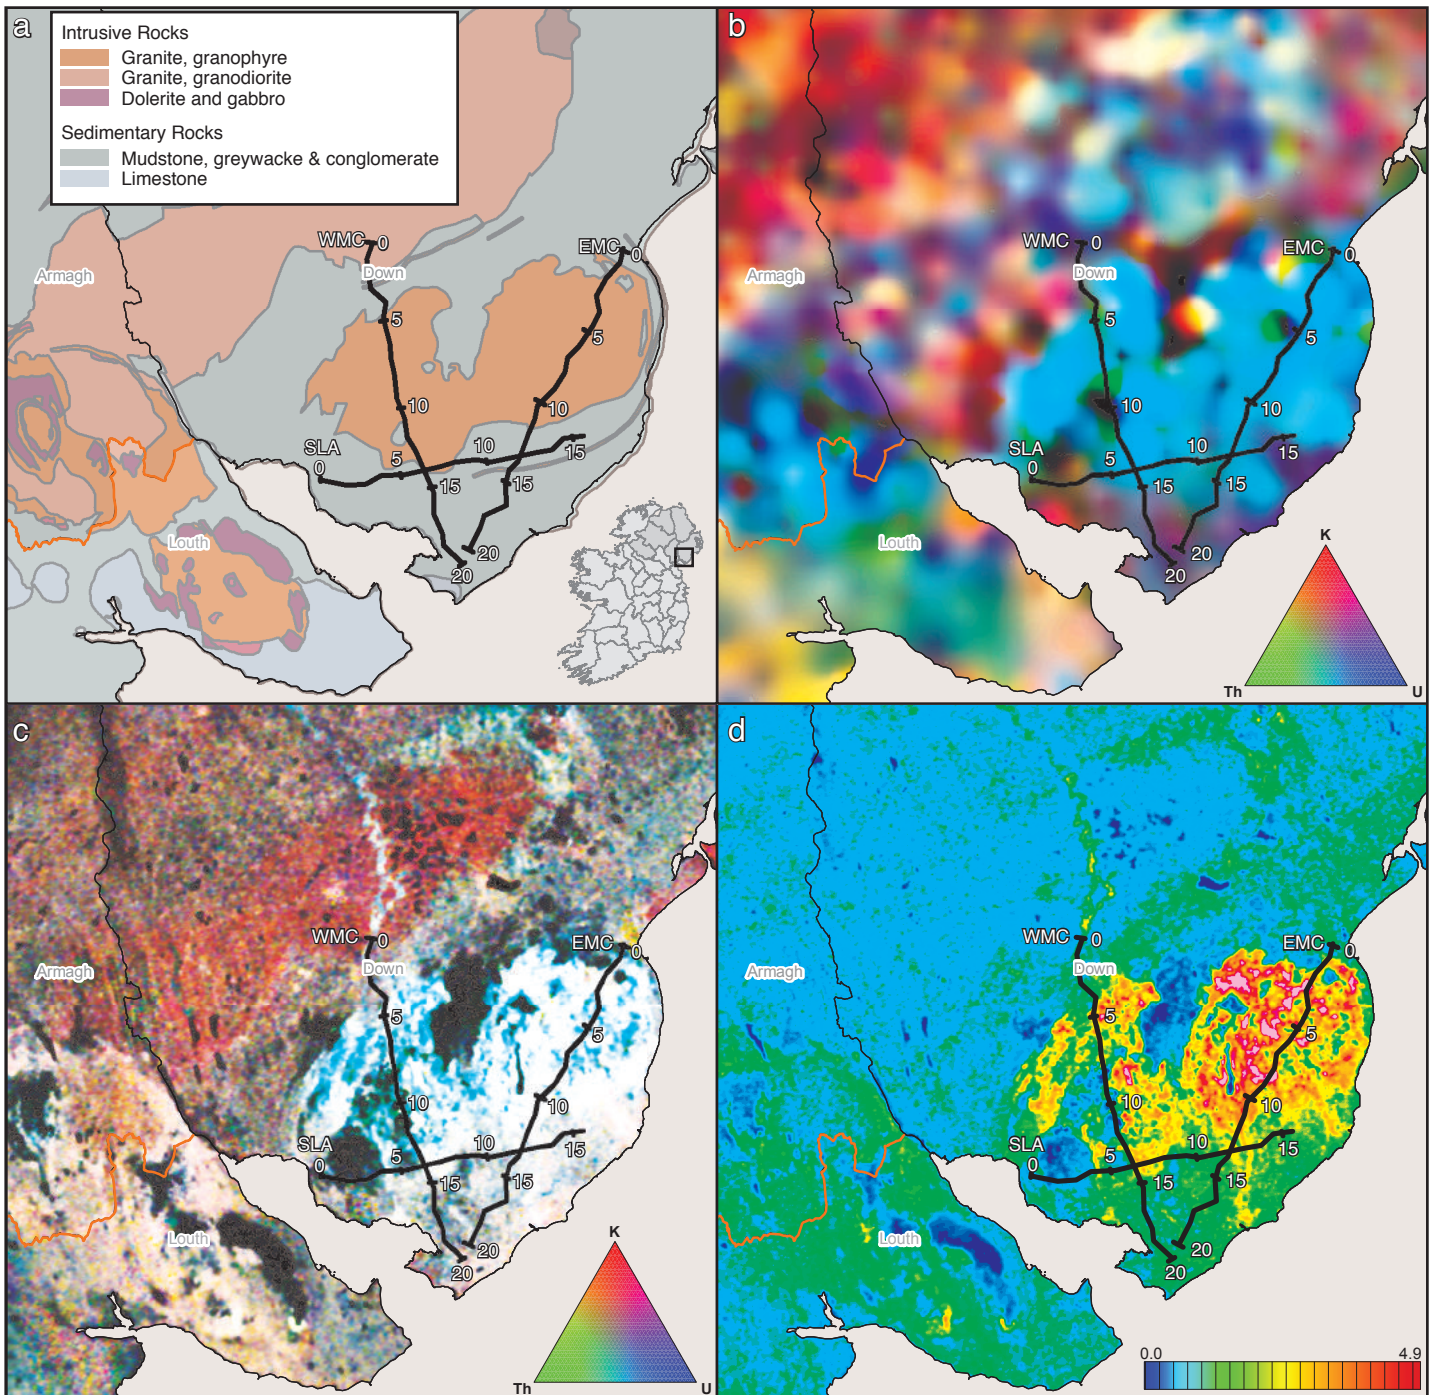 a
Intrusive Rocks
Granite, granophyre
Granite, granodiorite
Dolerite and gabbro
Sedimentary Rocks
Mudstone, greywacke & conglomerate
Limestone
WMC 0
EMC 0
Armagh
Down
5
5
10
10
SLA
0
5
10
15
15
15
Louth
20
20
b
WMC 0
EMC 0
Armagh
Down
5
5
10
10
SLA
0
5
10
15
15
15
Louth
20
20
K
Th
U
c
WMC 0
EMC 0
Armagh
Down
5
5
10
10
SLA
0
5
10
15
15
15
Louth
20
20
K
Th
U
d
WMC 0
EMC 0
Armagh
Down
5
5
10
10
SLA
0
5
10
15
15
15
Louth
20
20
0.0
4.9